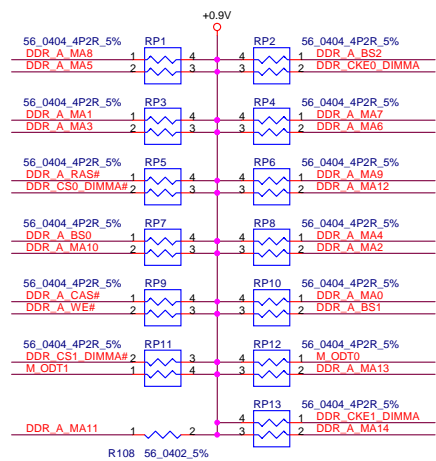 +0.9V
56_0404_4P2R_5% RP1 RP2 56_0404_4P2R_5%
DDR_A_MA8 1 4 4 1 DDR_A_BS2
DDR_A_MA5 2 3 3 2 DDR_CKE0_DIMMA
56_0404_4P2R_5% RP3 RP4 56_0404_4P2R_5%
DDR_A_MA1 1 4 4 1 DDR_A_MA7
DDR_A_MA3 2 3 3 2 DDR_A_MA6
56_0404_4P2R_5% RP5 RP6 56_0404_4P2R_5%
DDR_A_RAS# 1 4 4 1 DDR_A_MA9
DDR_CS0_DIMMA# 2 3 3 2 DDR_A_MA12
56_0404_4P2R_5% RP7 RP8 56_0404_4P2R_5%
DDR_A_BS0 1 4 4 1 DDR_A_MA4
DDR_A_MA10 2 3 3 2 DDR_A_MA2
56_0404_4P2R_5% RP9 RP10 56_0404_4P2R_5%
DDR_A_CAS# 1 4 4 1 DDR_A_MA0
DDR_A_WE# 2 3 3 2 DDR_A_BS1
56_0404_4P2R_5% RP11 RP12 56_0404_4P2R_5%
DDR_CS1_DIMMA# 2 3 4 1 M_ODT0
M_ODT1 1 4 3 2 DDR_A_MA13
RP13 56_0404_4P2R_5%
4 1 DDR_CKE1_DIMMA
DDR_A_MA11 1 2 3 2 DDR_A_MA14
R108 56_0402_5%